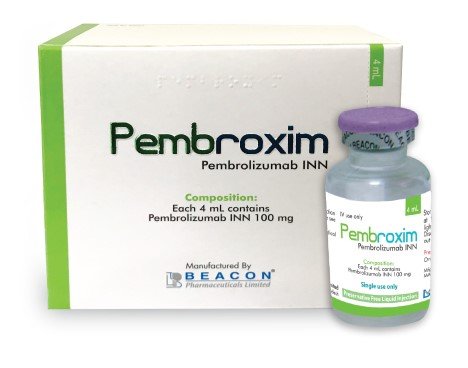 4 mL
Pembroxim
Pembrolizumab INN
Composition:
Each 4 mL contains
Pembrolizumab INN 100 mg
Manufactured By
BEACON
Pharmaceuticals Limited
BEACON
IV use only
4 mL
Pembroxim
Pembrolizumab INN
Composition:
Each 4 mL contains
Pembrolizumab INN 100 mg
Single use only
Preservative Free Liquid Injection